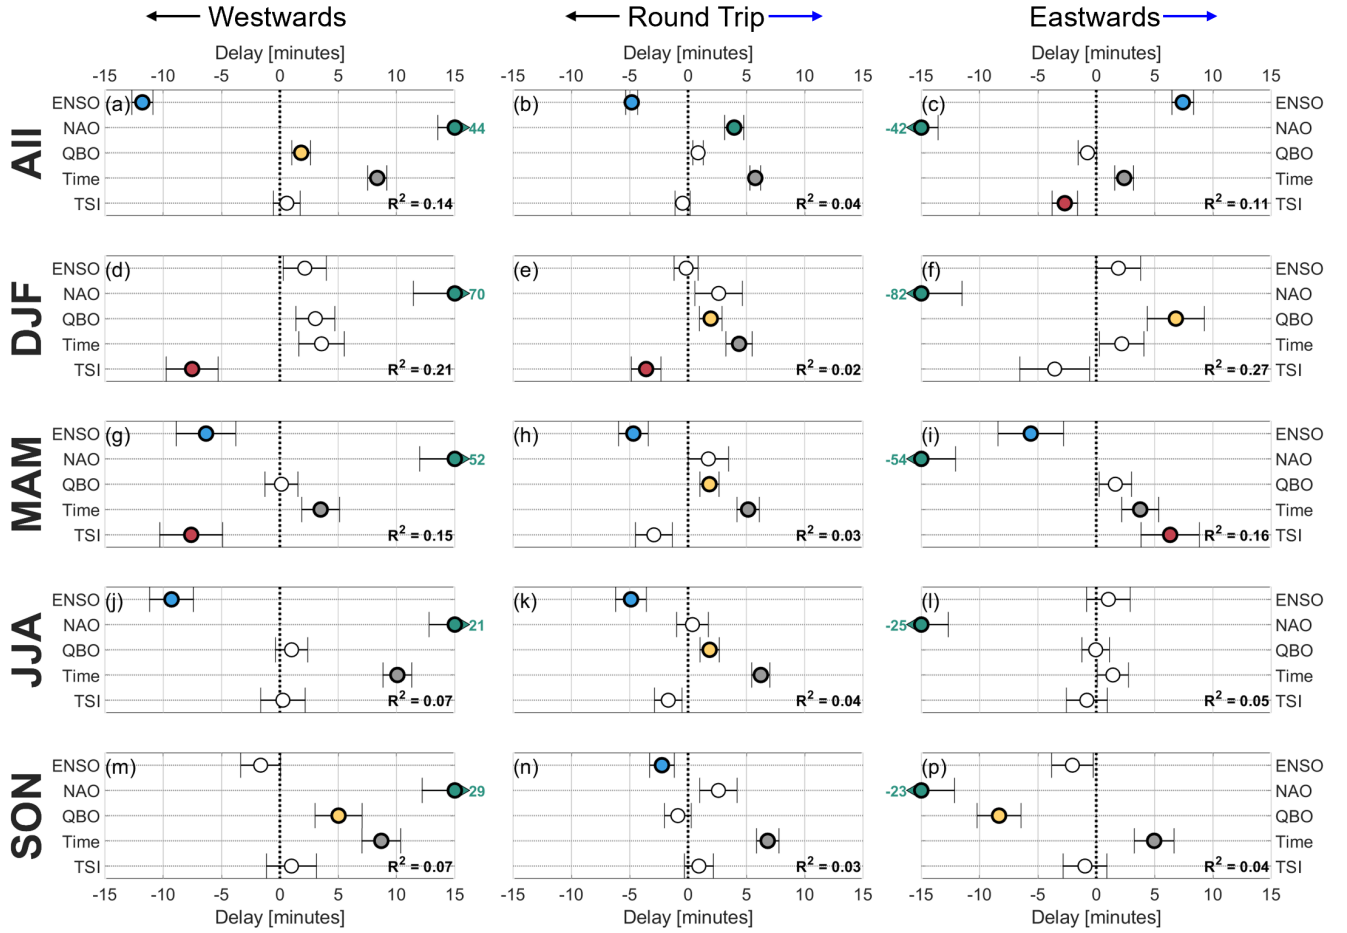 Westwards Round Trip Eastwards
Delay [minutes] Delay [minutes] Delay [minutes]
-15 -10 -5 0 5 10 15 -15 -10 -5 0 5 10 15 -15 -10 -5 0 5 10 15
All
ENSO (a) (b) (c) ENSO
NAO 44 -42 NAO
QBO QBO
Time Time
TSI R2 = 0.14 R2 = 0.04 R2 = 0.11 TSI
DJF
ENSO (d) (e) (f) ENSO
NAO 70 -82 NAO
QBO QBO
Time Time
TSI R2 = 0.21 R2 = 0.02 R2 = 0.27 TSI
MAM
ENSO (g) (h) (i) ENSO
NAO 52 -54 NAO
QBO QBO
Time Time
TSI R2 = 0.15 R2 = 0.03 R2 = 0.16 TSI
JJA
ENSO (j) (k) (l) ENSO
NAO 21 -25 NAO
QBO QBO
Time Time
TSI R2 = 0.07 R2 = 0.04 R2 = 0.05 TSI
SON
ENSO (m) (n) (p) ENSO
NAO 29 -23 NAO
QBO QBO
Time Time
TSI R2 = 0.07 R2 = 0.03 R2 = 0.04 TSI
-15 -10 -5 0 5 10 15 -15 -10 -5 0 5 10 15 -15 -10 -5 0 5 10 15
Delay [minutes] Delay [minutes] Delay [minutes]